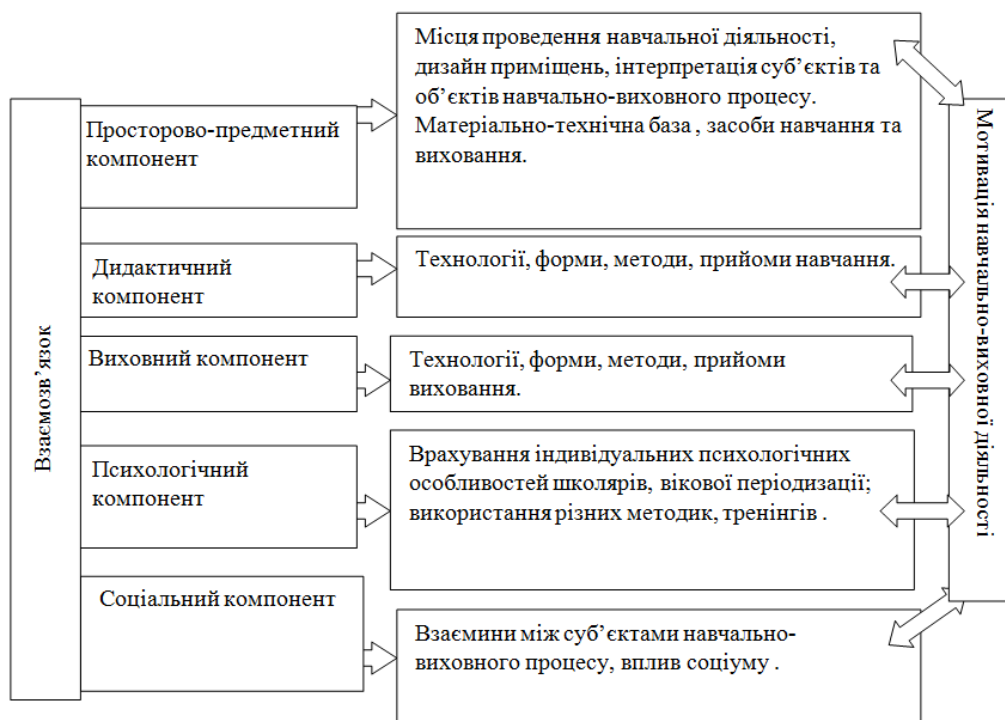 Взаємозв’язок
Просторово-предметний
компонент
Місця проведення навчальної діяльності,
дизайн приміщень, інтерпретація суб’єктів та
об’єктів навчально-виховного процесу.
Матеріально-технічна база , засоби навчання та
виховання.
Дидактичний
компонент
Технології, форми, методи, прийоми навчання.
Виховний компонент
Технології, форми, методи, прийоми
виховання.
Психологічний
компонент
Врахування індивідуальних психологічних
особливостей школярів, вікової періодизації;
використання різних методик, тренінгів .
Соціальний компонент
Взаємини між суб’єктами навчально-
виховного процесу, вплив соціуму .
Мотивація навчально-виховної діяльності